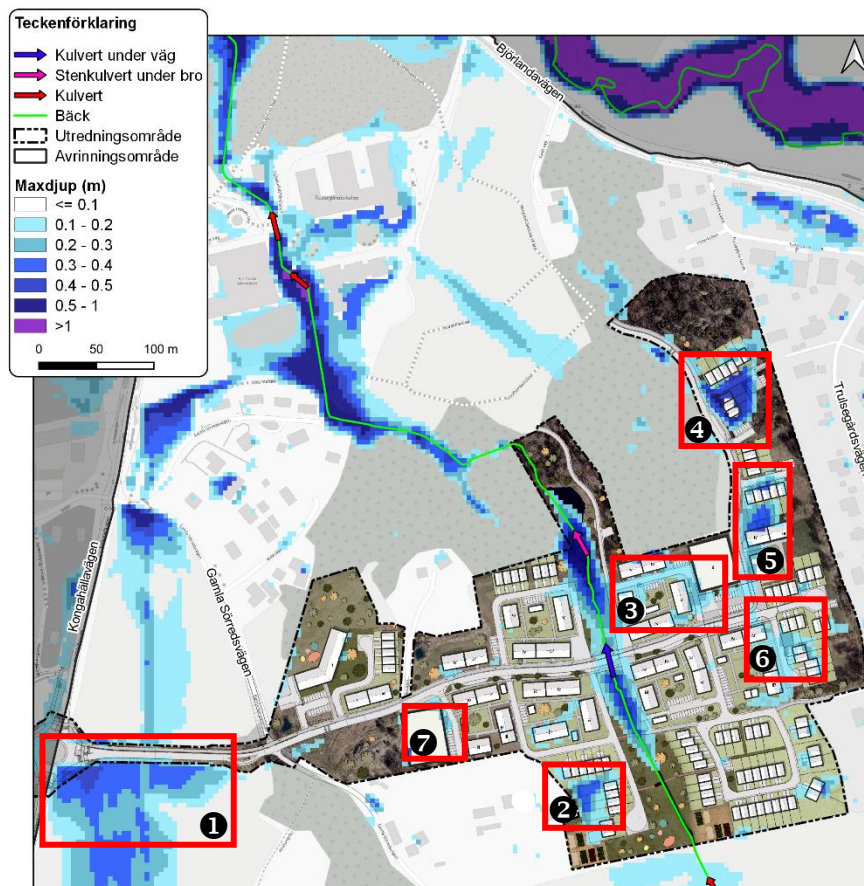 Teckenförklaring
Kulvert under väg
Stenkulvert under bro
Kulvert
Bäck
Utredningsområde
Avrinningsområde
Maxdjup (m)
<= 0.1
0.1 - 0.2
0.2 - 0.3
0.3 - 0.4
0.4 - 0.5
0.5 - 1
>1
0 50 100 m
Björlandavägen
Trulsegårdsvägen
Kongahällavägen
Gamla Sörredsvägen
4
5
3
6
7
2
1